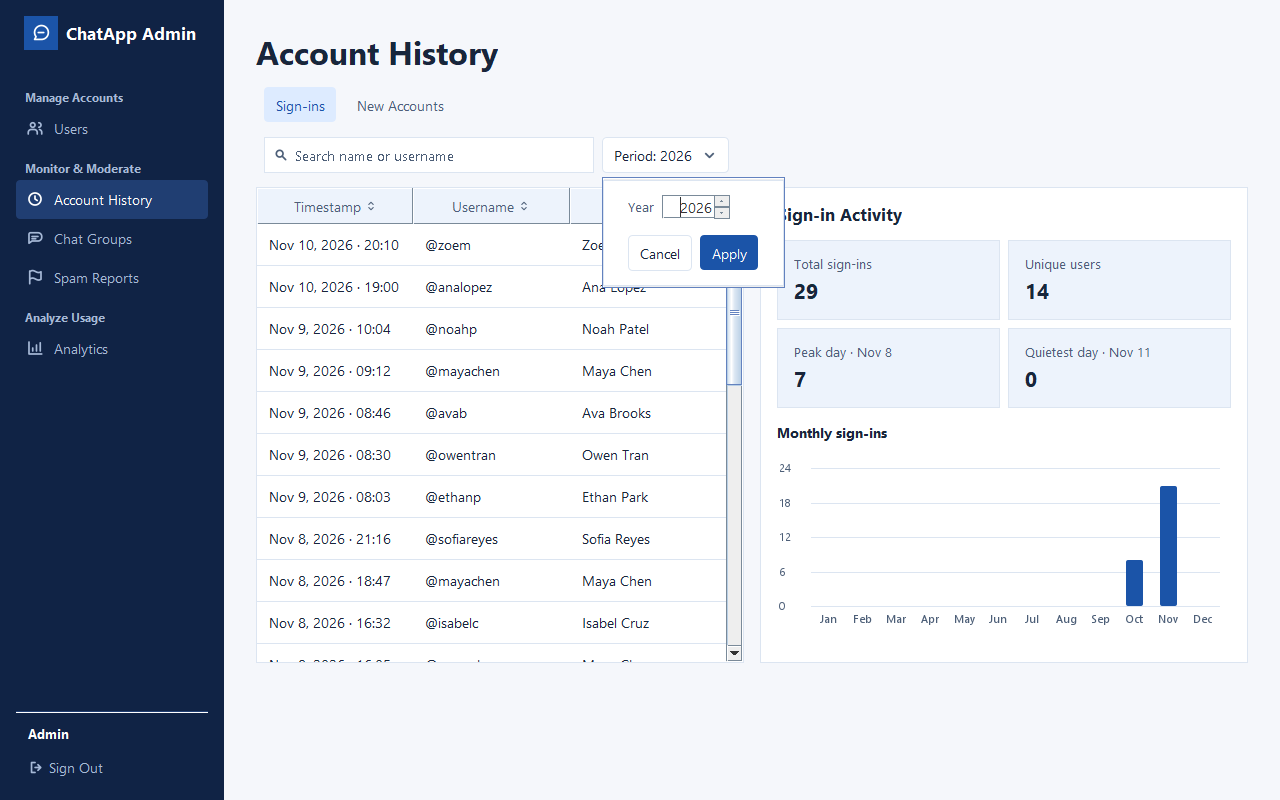 ChatApp Admin
Manage Accounts
Users
Monitor & Moderate
Account History
Chat Groups
Spam Reports
Analyze Usage
Analytics
Admin
Sign Out
Account History
Sign-ins
New Accounts
Search name or username
Period: 2026
Year
2026
Cancel
Apply
Timestamp
Username
Nov 10, 2026 · 20:10 @zoem
Nov 10, 2026 · 19:00 @analopez Ana Lopez
Nov 9, 2026 · 10:04 @noahp Noah Patel
Nov 9, 2026 · 09:12 @mayachen Maya Chen
Nov 9, 2026 · 08:46 @avab Ava Brooks
Nov 9, 2026 · 08:30 @owentran Owen Tran
Nov 9, 2026 · 08:03 @ethanp Ethan Park
Nov 8, 2026 · 21:16 @sofiareyes Sofia Reyes
Nov 8, 2026 · 18:47 @mayachen Maya Chen
Nov 8, 2026 · 16:32 @isabelc Isabel Cruz
Sign-in Activity
Total sign-ins
29
Unique users
14
Peak day · Nov 8
7
Quietest day · Nov 11
0
Monthly sign-ins
24
18
12
6
0
Jan Feb Mar Apr May Jun Jul Aug Sep Oct Nov Dec